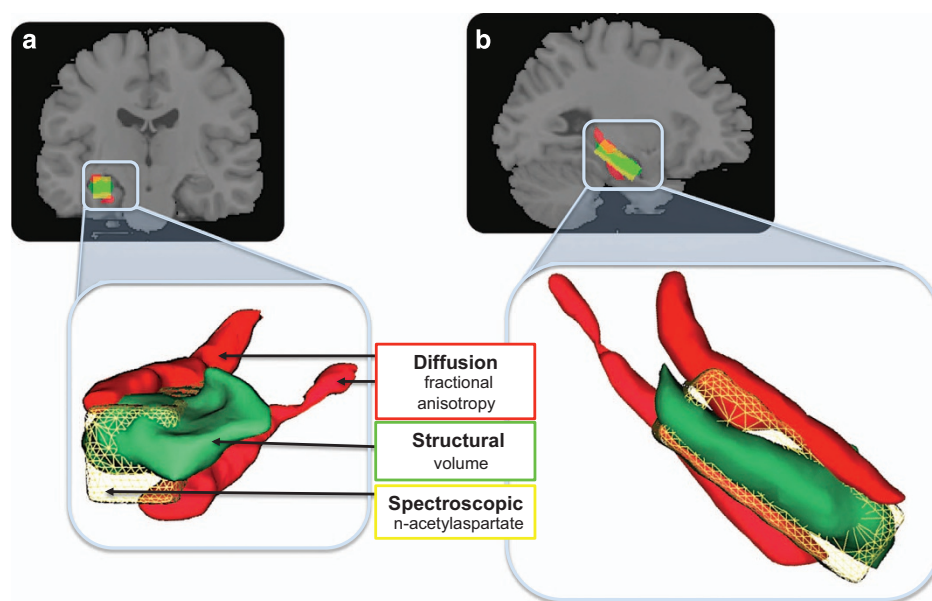 a
b
Diffusion
fractional
anisotropy
Structural
volume
Spectroscopic
n-acetylaspartate